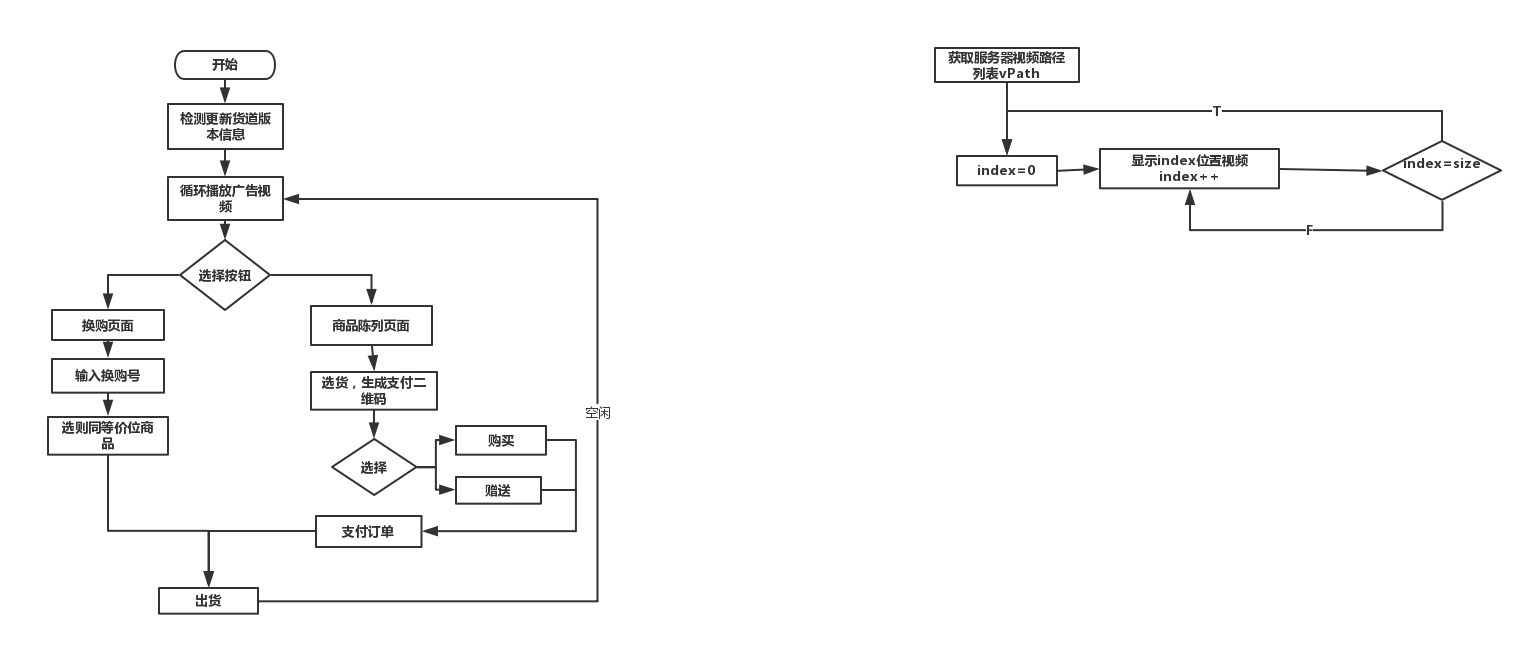 开始
检测更新货道版
本信息
循环播放广告视
频
选择按钮
换购页面
输入换购号
选则同等价位商
品
商品陈列页面
选货，生成支付二
维码
选择
购买
赠送
支付订单
出货
空闲
获取服务器视频路径
列表vPath
T
index=0
显示index位置视频
index++
index=size
F